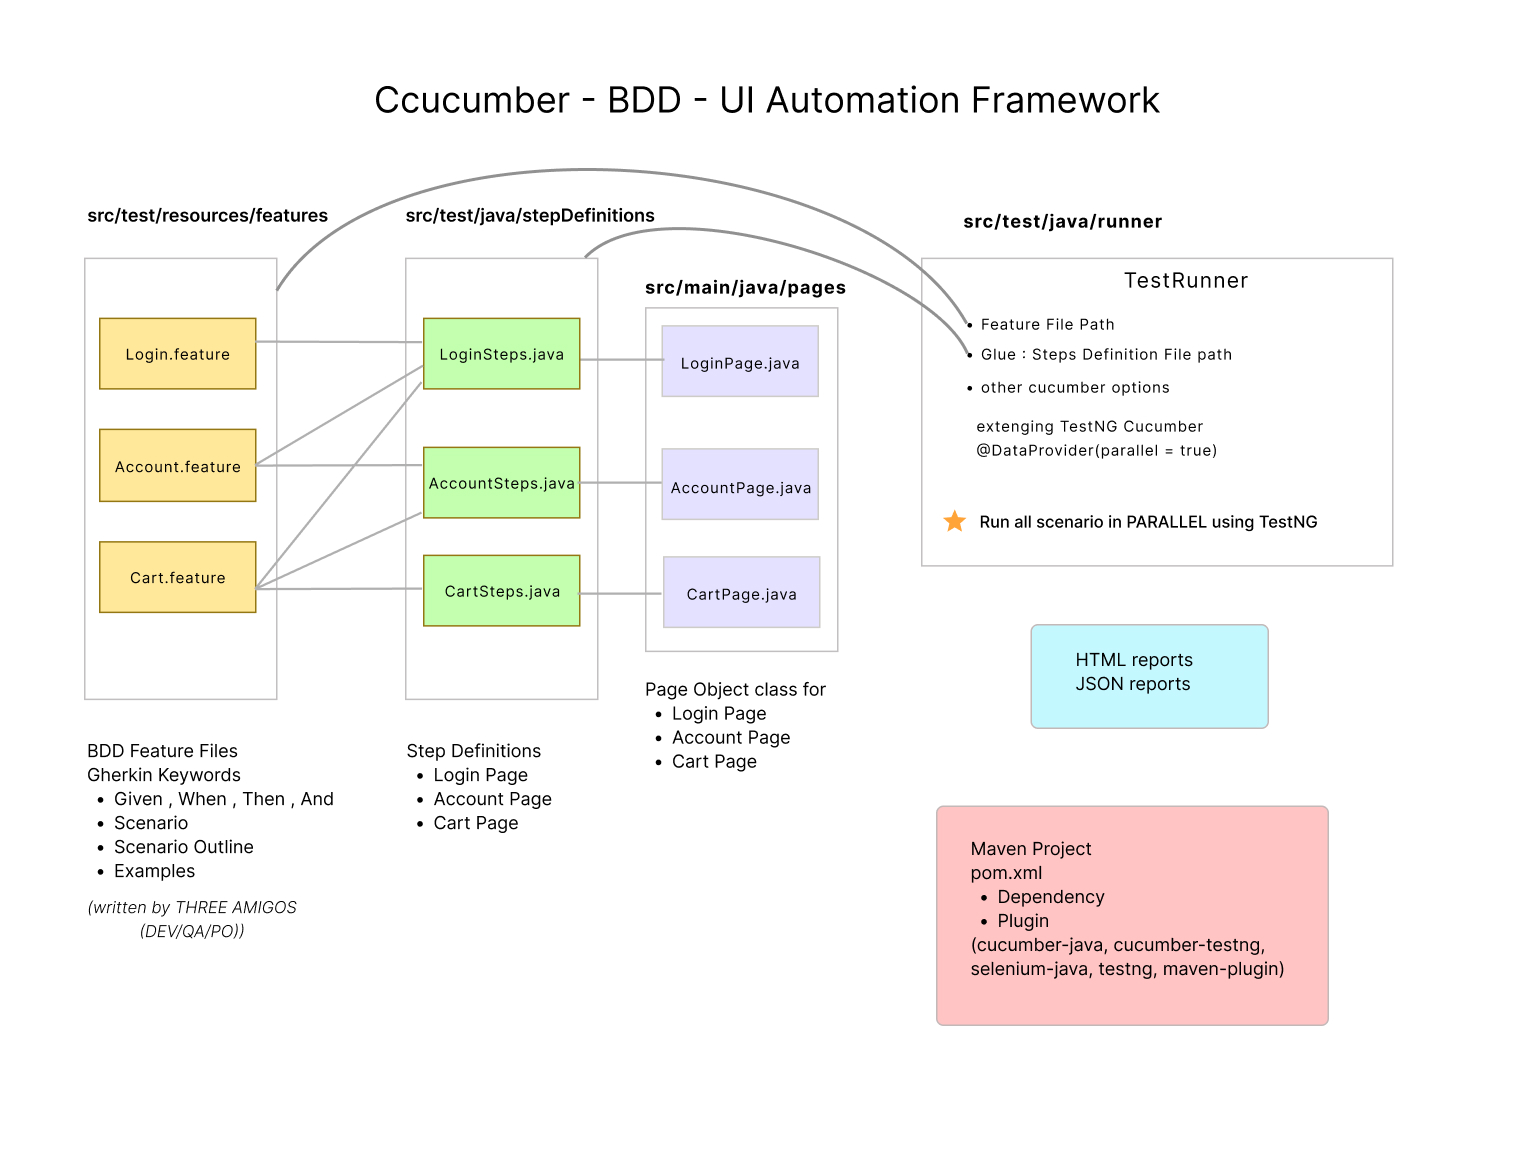 Ccucumber - BDD - UI Automation Framework
src/test/resources/features
Login.feature
Account.feature
Cart.feature
BDD Feature Files
Gherkin Keywords
• Given , When , Then , And
• Scenario
• Scenario Outline
• Examples
(written by THREE AMIGOS
(DEV/QA/PO))
src/test/java/stepDefinitions
LoginSteps.java
AccountSteps.java
CartSteps.java
Step Definitions
• Login Page
• Account Page
• Cart Page
src/main/java/pages
LoginPage.java
AccountPage.java
CartPage.java
Page Object class for
• Login Page
• Account Page
• Cart Page
src/test/java/runner
TestRunner
• Feature File Path
• Glue : Steps Definition File path
• other cucumber options
extenging TestNG Cucumber
@DataProvider(parallel = true)
Run all scenario in PARALLEL using TestNG
HTML reports
JSON reports
Maven Project
pom.xml
• Dependency
• Plugin
(cucumber-java, cucumber-testng,
selenium-java, testng, maven-plugin)